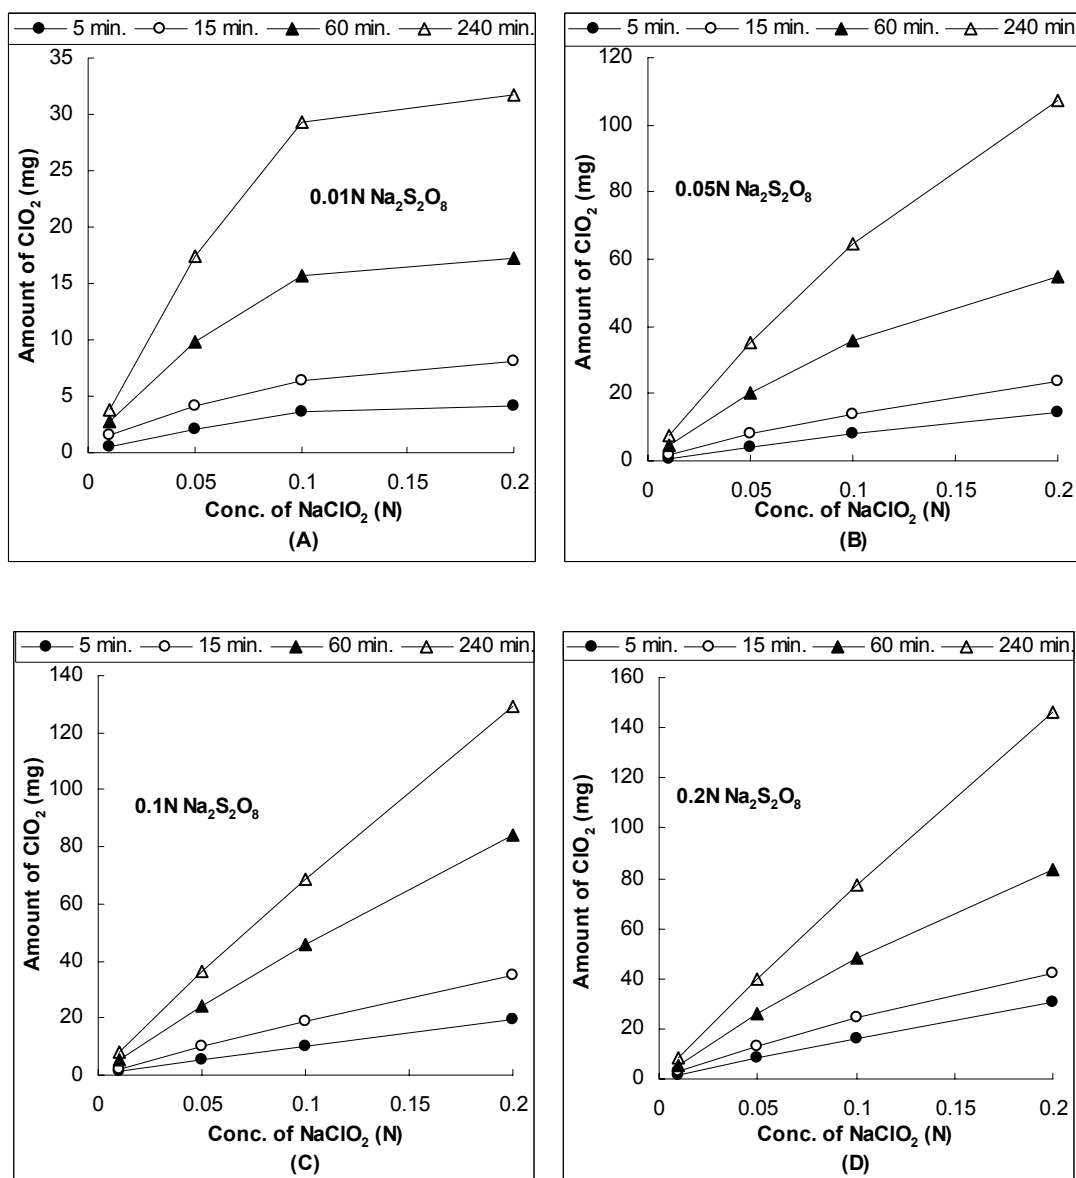 5 min. 15 min. 60 min. 240 min.
35
30
25
20
15
10
5
0
Amount of ClO₂ (mg)
0.01N Na₂S₂O₈
0 0.05 0.1 0.15 0.2
Conc. of NaClO₂ (N)
(A)
5 min. 15 min. 60 min. 240 min.
120
100
80
60
40
20
0
Amount of ClO₂ (mg)
0.05N Na₂S₂O₈
0 0.05 0.1 0.15 0.2
Conc. of NaClO₂ (N)
(B)
5 min. 15 min. 60 min. 240 min.
140
120
100
80
60
40
20
0
Amount of ClO₂ (mg)
0.1N Na₂S₂O₈
0 0.05 0.1 0.15 0.2
Conc. of NaClO₂ (N)
(C)
5 min. 15 min. 60 min. 240 min.
160
140
120
100
80
60
40
20
0
Amount of ClO₂ (mg)
0.2N Na₂S₂O₈
0 0.05 0.1 0.15 0.2
Conc. of NaClO₂ (N)
(D)